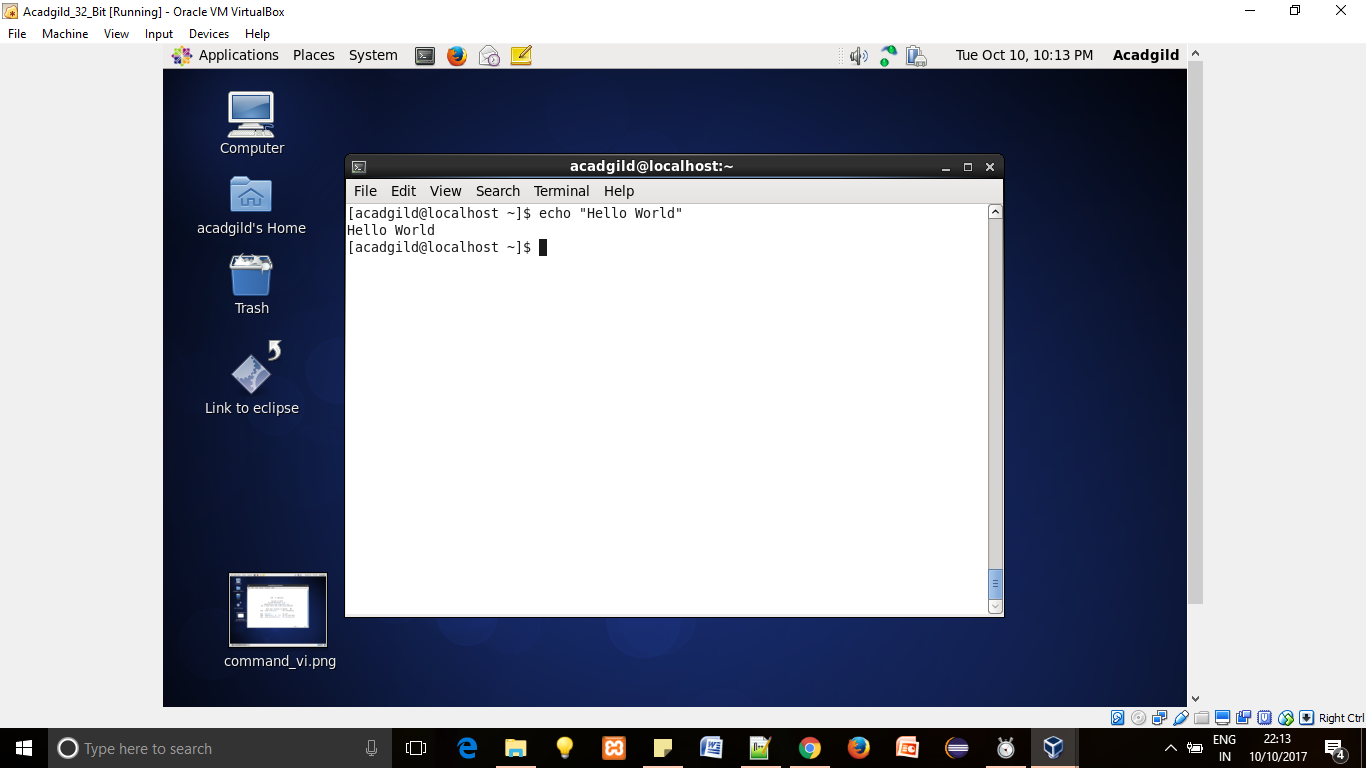 Acadgild_32_Bit [Running] - Oracle VM VirtualBox
File Machine View Input Devices Help
Applications Places System Tue Oct 10, 10:13 PM Acadgild
Computer
acadgild's Home
Trash
Link to eclipse
command_vi.png
acadgild@localhost:~
File Edit View Search Terminal Help
[acadgild@localhost ~]$ echo "Hello World"
Hello World
[acadgild@localhost ~]$
Right Ctrl
Type here to search
ENG
IN
22:13
10/10/2017
4